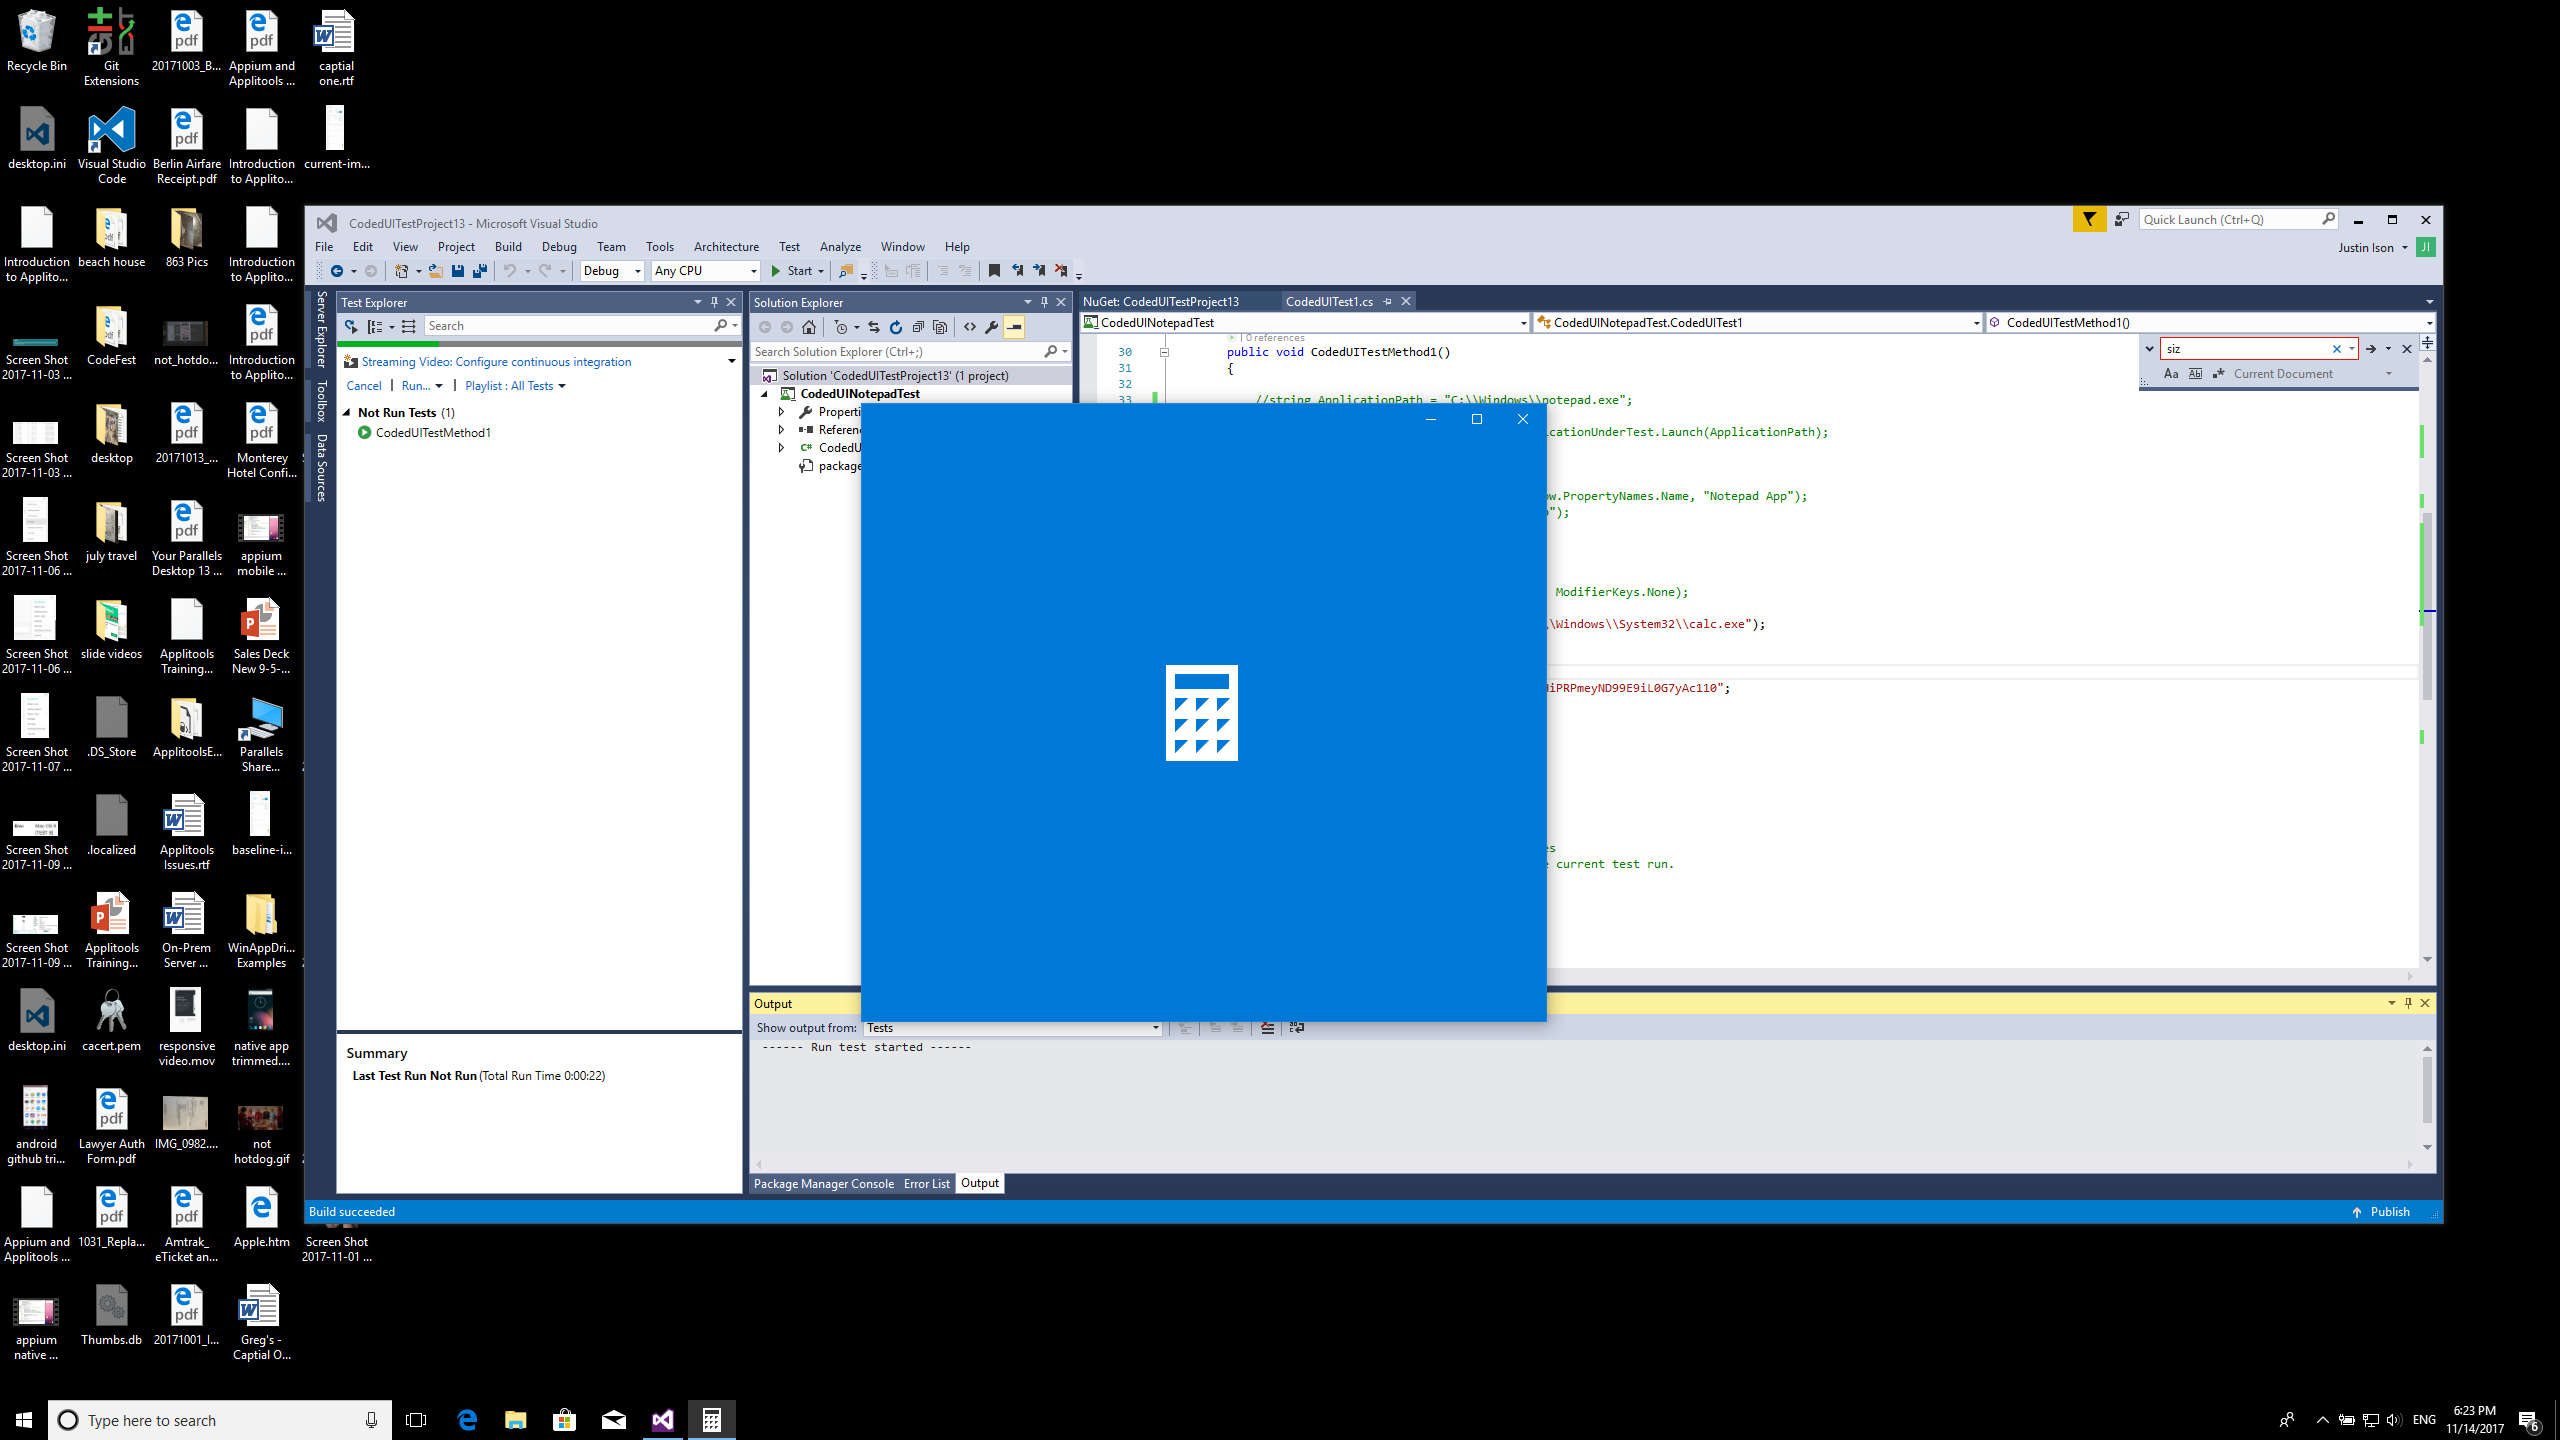 Recycle Bin
Git Extensions
20171003_B...
Appium and Applitools ...
captial one.rtf
desktop.ini
Visual Studio Code
Berlin Airfare Receipt.pdf
Introduction to Applito...
current-im...
Introduction to Applito...
beach house
863 Pics
Introduction to Applito...
Screen Shot 2017-11-03 ...
CodeFest
not_hotdo...
Introduction to Applito...
Screen Shot 2017-11-03 ...
desktop
20171013_...
Monterey Hotel Confi...
Screen Shot 2017-11-06 ...
july travel
Your Parallels Desktop 13 ...
appium mobile ...
Screen Shot 2017-11-06 ...
slide videos
Applitools Training...
Sales Deck New 9-5-...
Screen Shot 2017-11-07 ...
.DS_Store
ApplitoolsE...
Parallels Share...
Screen Shot 2017-11-09 ...
.localized
Applitools Issues.rtf
baseline-i...
Screen Shot 2017-11-09 ...
Applitools Training...
On-Prem Server ...
WinAppDri... Examples
desktop.ini
cacert.pem
responsive video.mov
native app trimmed....
android github tri...
Lawyer Auth Form.pdf
IMG_0982....
not hotdog.gif
Appium and Applitools ...
1031_Repla...
Amtrak_ eTicket an...
Apple.htm
Screen Shot 2017-11-01 ...
appium native ...
Thumbs.db
20171001_I...
Greg's - Captial O...
CodedUITestProject13 - Microsoft Visual Studio
Quick Launch (Ctrl+Q)
File Edit View Project Build Debug Team Tools Architecture Test Analyze Window Help
Justin Ison JI
Debug Any CPU Start
Server Explorer
Toolbox
Data Sources
Test Explorer
Search
Streaming Video: Configure continuous integration
Cancel | Run... | Playlist : All Tests
Not Run Tests (1)
CodedUITestMethod1
Summary
Last Test Run Not Run (Total Run Time 0:00:22)
Solution Explorer
Search Solution Explorer (Ctrl+;)
Solution 'CodedUITestProject13' (1 project)
CodedUINotepadTest
Properti
Referen
CodedU
package
NuGet: CodedUITestProject13 CodedUITest1.cs
CodedUINotepadTest CodedUINotepadTest.CodedUITest1 CodedUITestMethod1()
siz
Aa Ab Current Document
0 references
30 public void CodedUITestMethod1()
31 {
32
33 //string ApplicationPath = "C:\\Windows\\notepad.exe";
icationUnderTest.Launch(ApplicationPath);
ow.PropertyNames.Name, "Notepad App");
");
ModifierKeys.None);
\\Windows\\System32\\calc.exe");
iPRPmeyND99E9iL0G7yAc110";
es
current test run.
Output
Show output from: Tests
------ Run test started ------
Package Manager Console Error List Output
Build succeeded
Publish
Type here to search
ENG
6:23 PM
11/14/2017
6